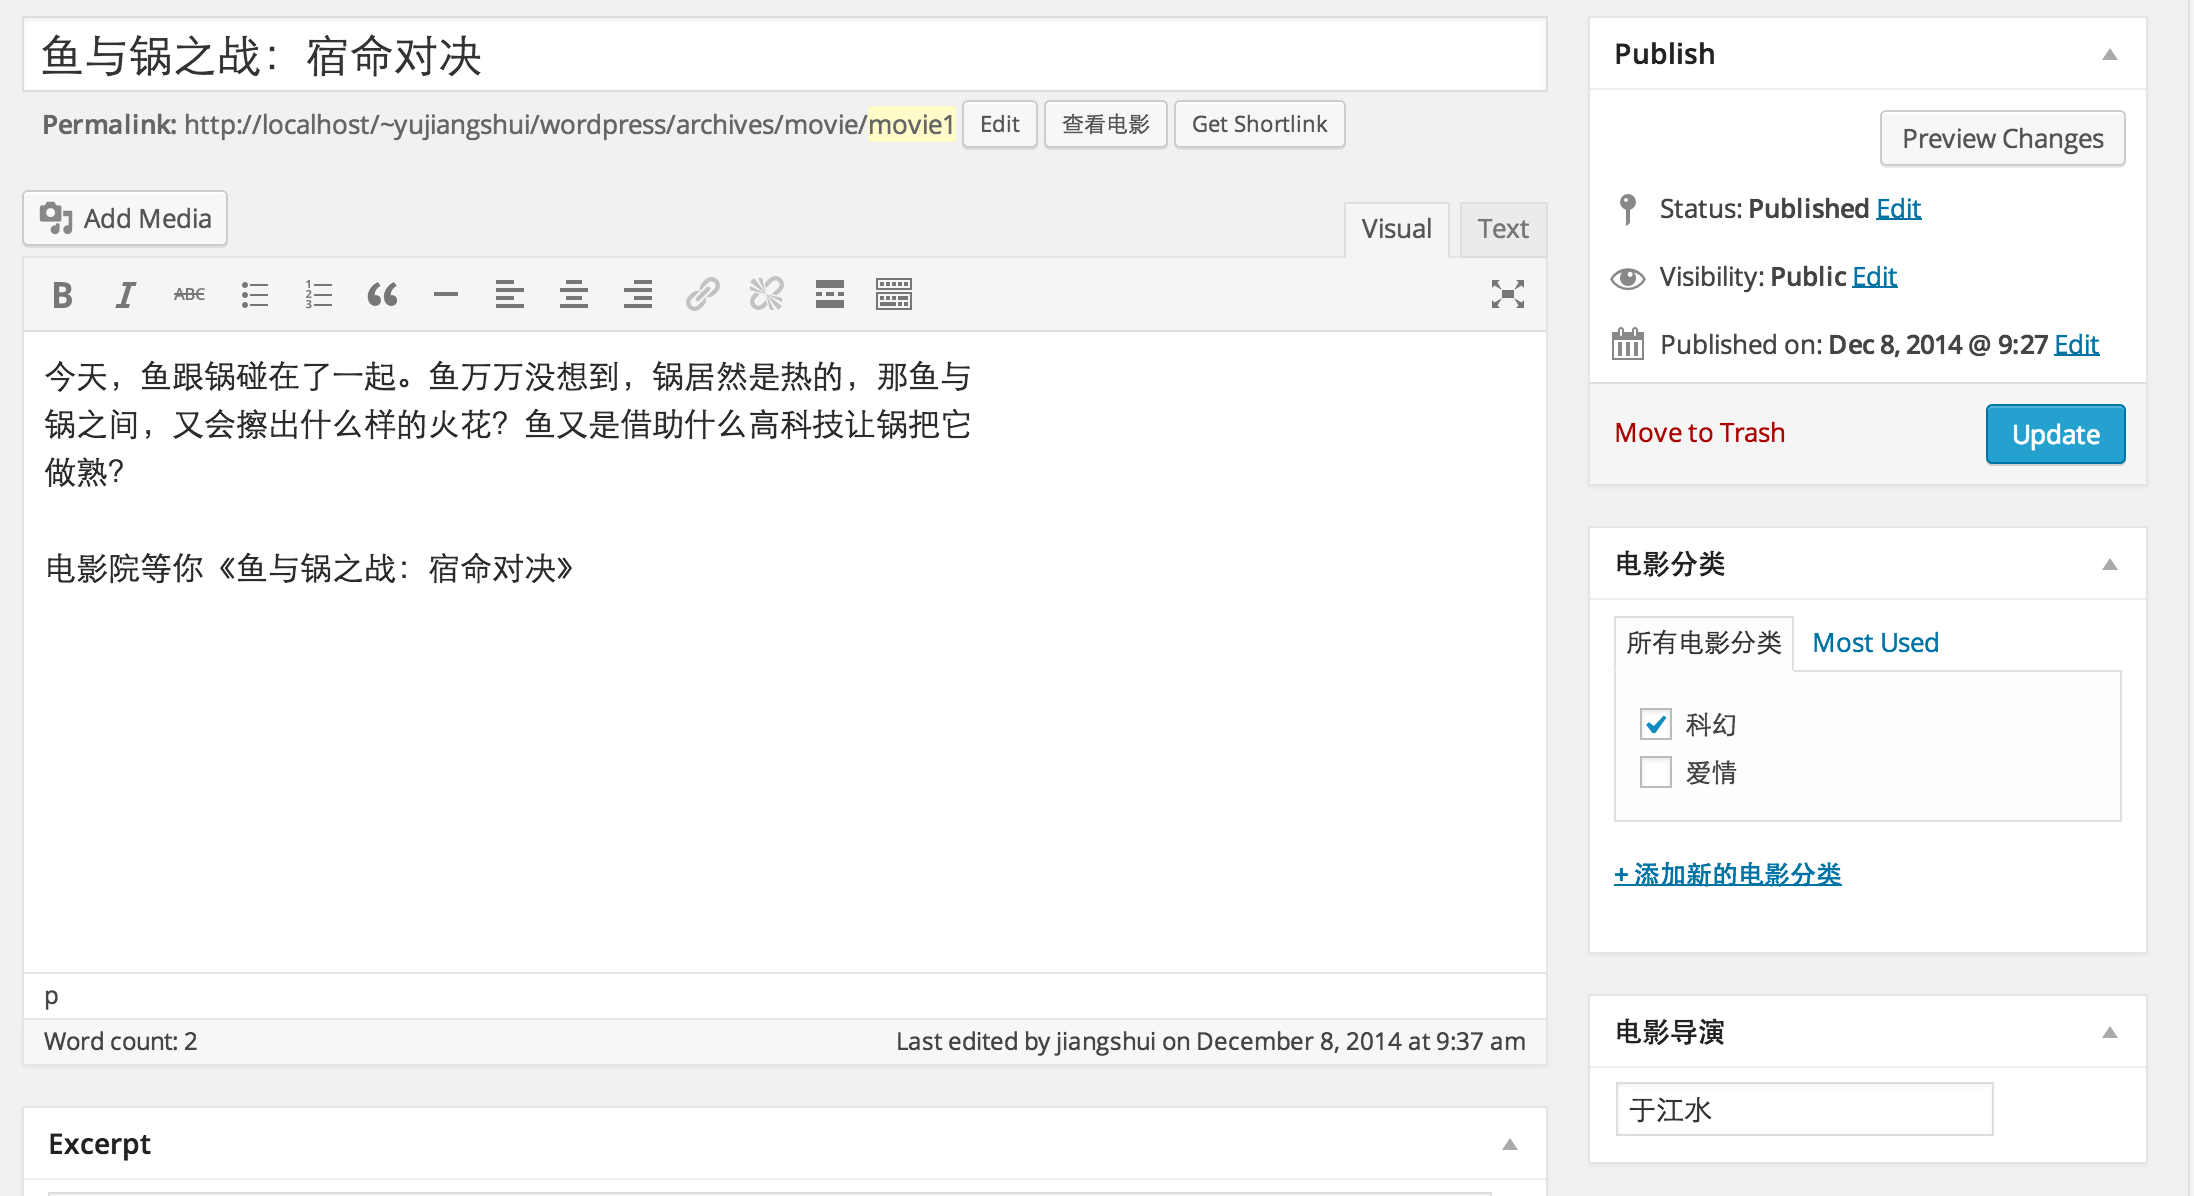 鱼与锅之战：宿命对决
Permalink: http://localhost/~yujiangshui/wordpress/archives/movie/movie1 Edit 查看电影 Get Shortlink
Add Media
Visual Text
B I ABC
今天，鱼跟锅碰在了一起。鱼万万没想到，锅居然是热的，那鱼与
锅之间，又会擦出什么样的火花？鱼又是借助什么高科技让锅把它
做熟？
电影院等你《鱼与锅之战：宿命对决》
p
Word count: 2 Last edited by jiangshui on December 8, 2014 at 9:37 am
Excerpt
Publish
Preview Changes
Status: Published Edit
Visibility: Public Edit
Published on: Dec 8, 2014 @ 9:27 Edit
Move to Trash Update
电影分类
所有电影分类 Most Used
科幻
爱情
+ 添加新的电影分类
电影导演
于江水